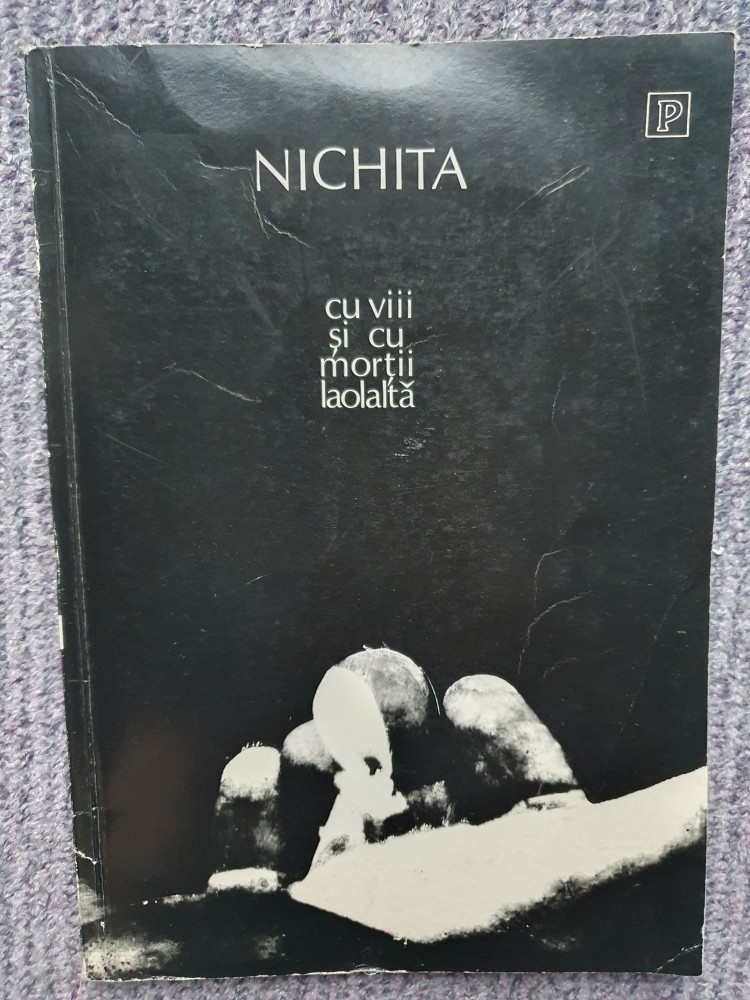 P
NICHITA
cu viii
și cu
morții
laolaltă